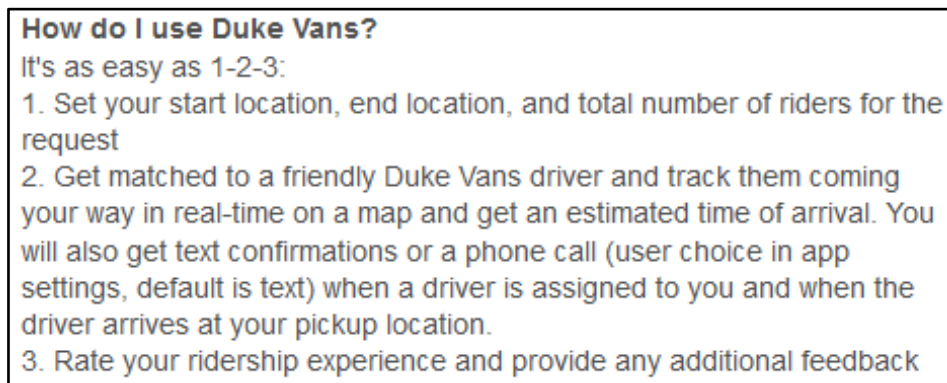 How do I use Duke Vans?
It's as easy as 1-2-3:
1. Set your start location, end location, and total number of riders for the
request
2. Get matched to a friendly Duke Vans driver and track them coming
your way in real-time on a map and get an estimated time of arrival. You
will also get text confirmations or a phone call (user choice in app
settings, default is text) when a driver is assigned to you and when the
driver arrives at your pickup location.
3. Rate your ridership experience and provide any additional feedback